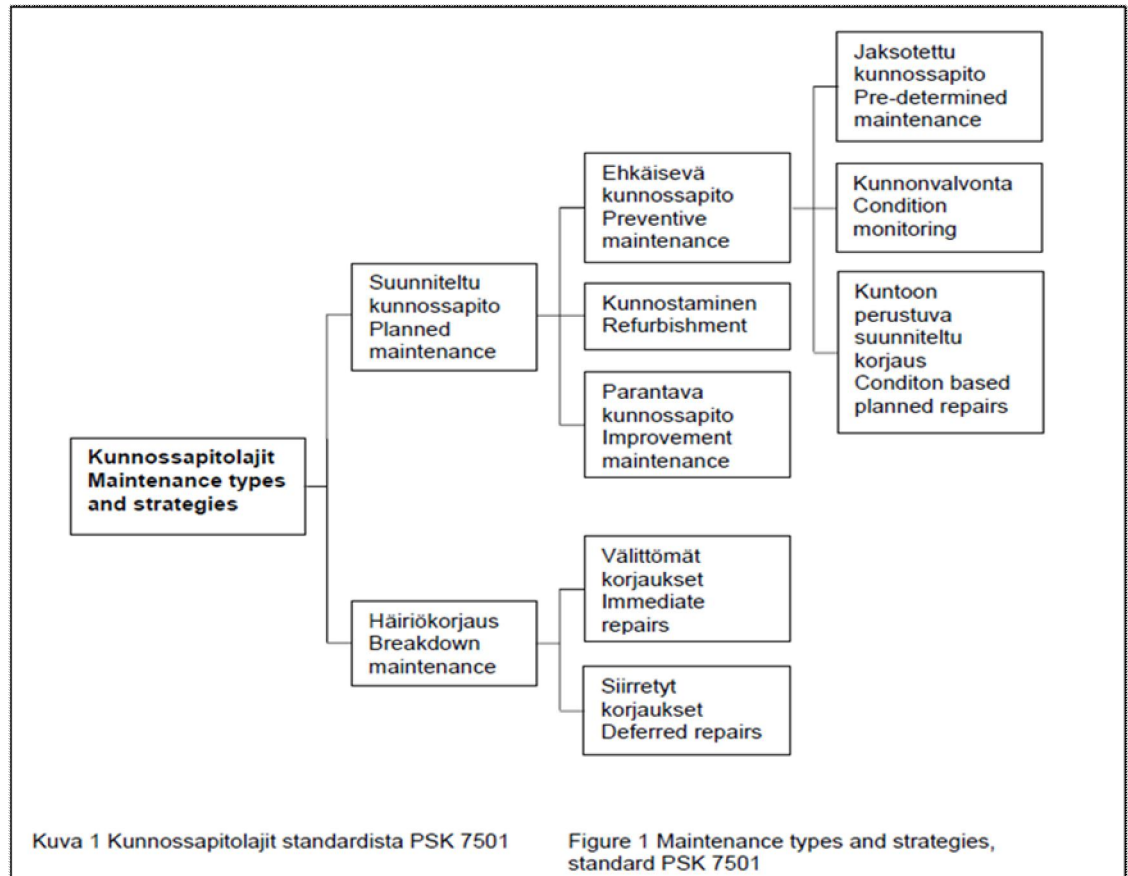 Jaksotettu
kunnossapito
Pre-determined
maintenance
Ehkäisevä
kunnossapito
Preventive
maintenance
Kunnonvalvonta
Condition
monitoring
Suunniteltu
kunnossapito
Planned
maintenance
Kunnostaminen
Refurbishment
Kuntoon
perustuva
suunniteltu
korjaus
Conditon based
planned repairs
Parantava
kunnossapito
Improvement
maintenance
Kunnossapitolajit
Maintenance types
and strategies
Välittömät
korjaukset
Immediate
repairs
Häiriökorjaus
Breakdown
maintenance
Siirretyt
korjaukset
Deferred repairs
Kuva 1 Kunnossapitolajit standardista PSK 7501
Figure 1 Maintenance types and strategies,
standard PSK 7501